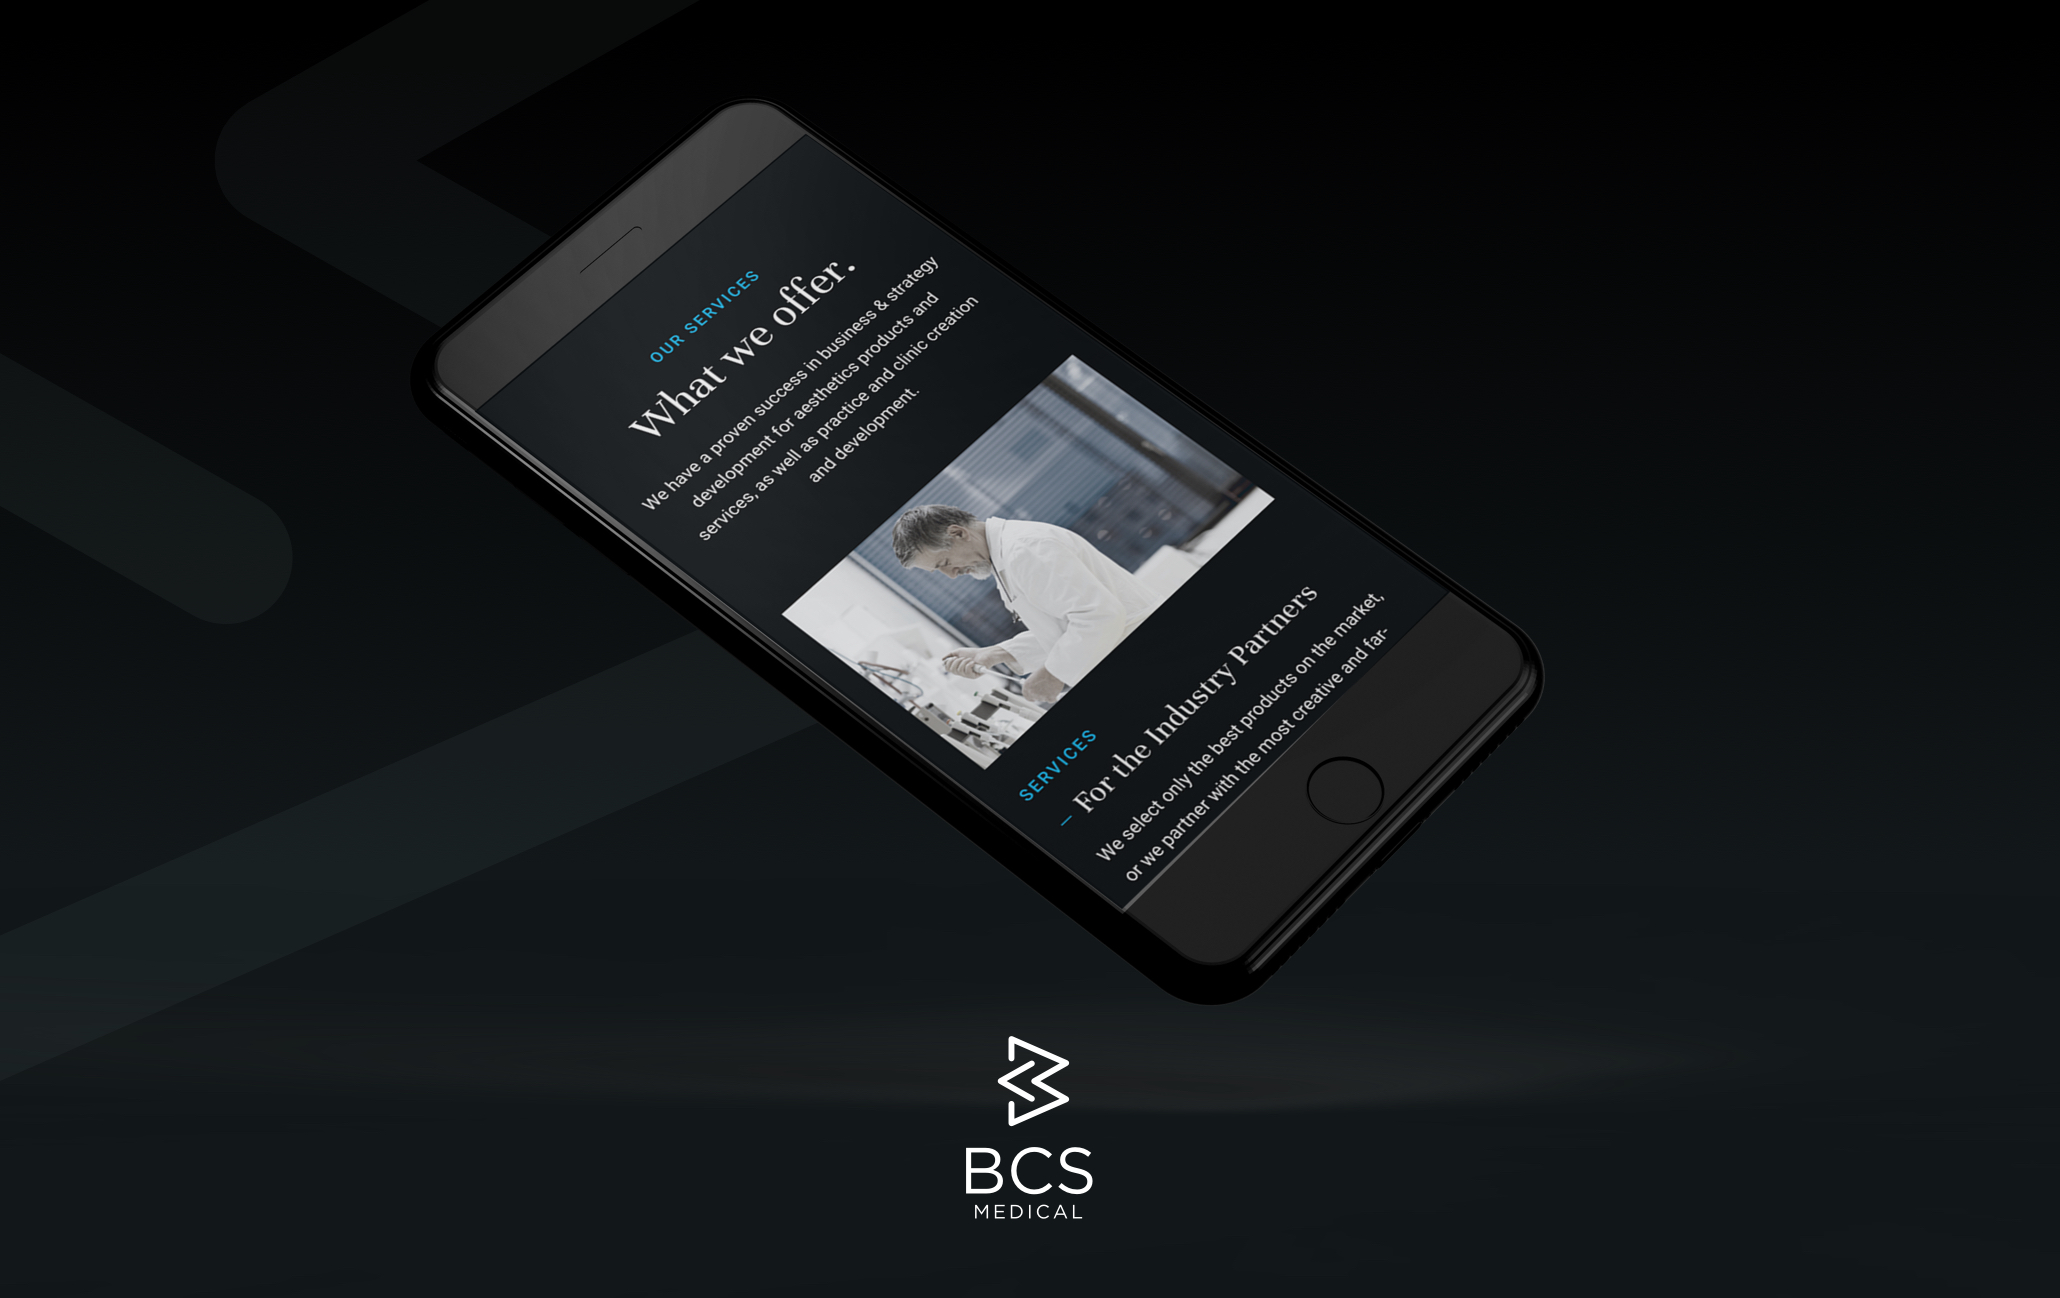 OUR SERVICES
What we offer.
We have a proven success in business & strategy
development for aesthetics products and
services, as well as practice and clinic creation
and development.
SERVICES
— For the Industry Partners
We select only the best products on the market,
or we partner with the most creative and far-
BCS
MEDICAL